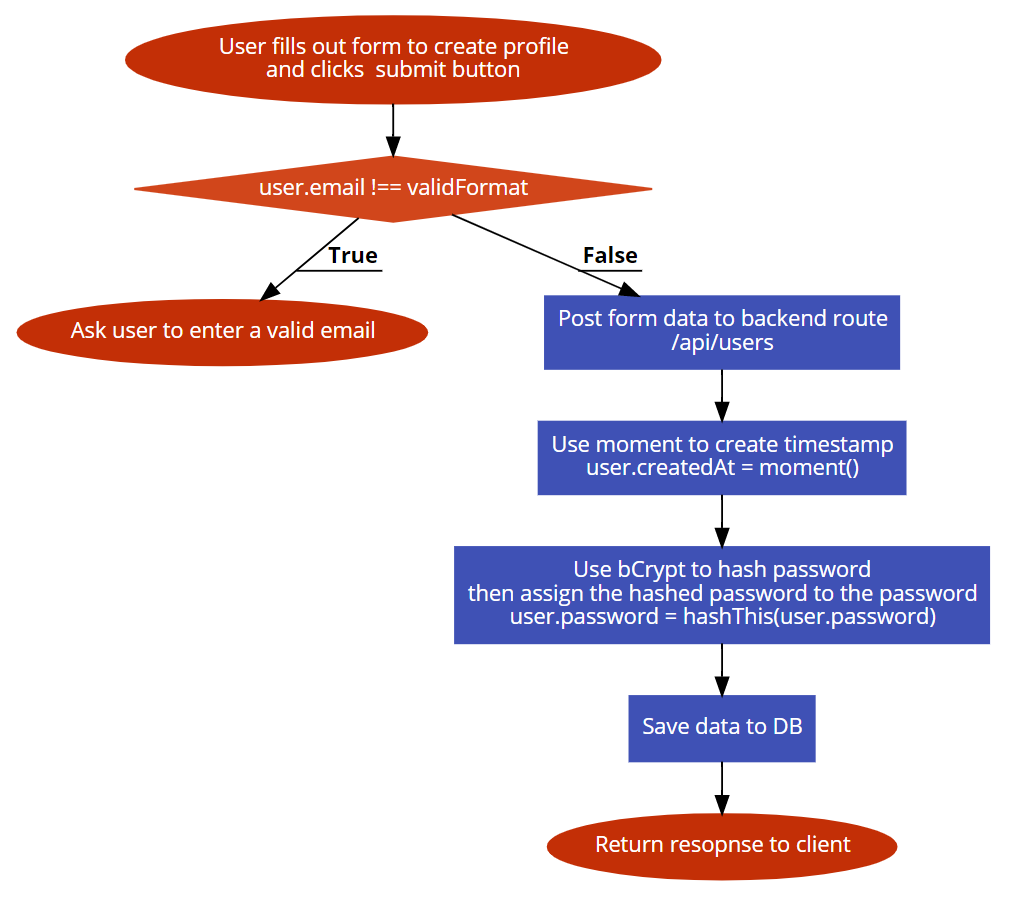 User fills out form to create profile
and clicks  submit button
user.email !== validFormat
True
False
Ask user to enter a valid email
Post form data to backend route
/api/users
Use moment to create timestamp
user.createdAt = moment()
Use bCrypt to hash password
then assign the hashed password to the password
user.password = hashThis(user.password)
Save data to DB
Return resopnse to client